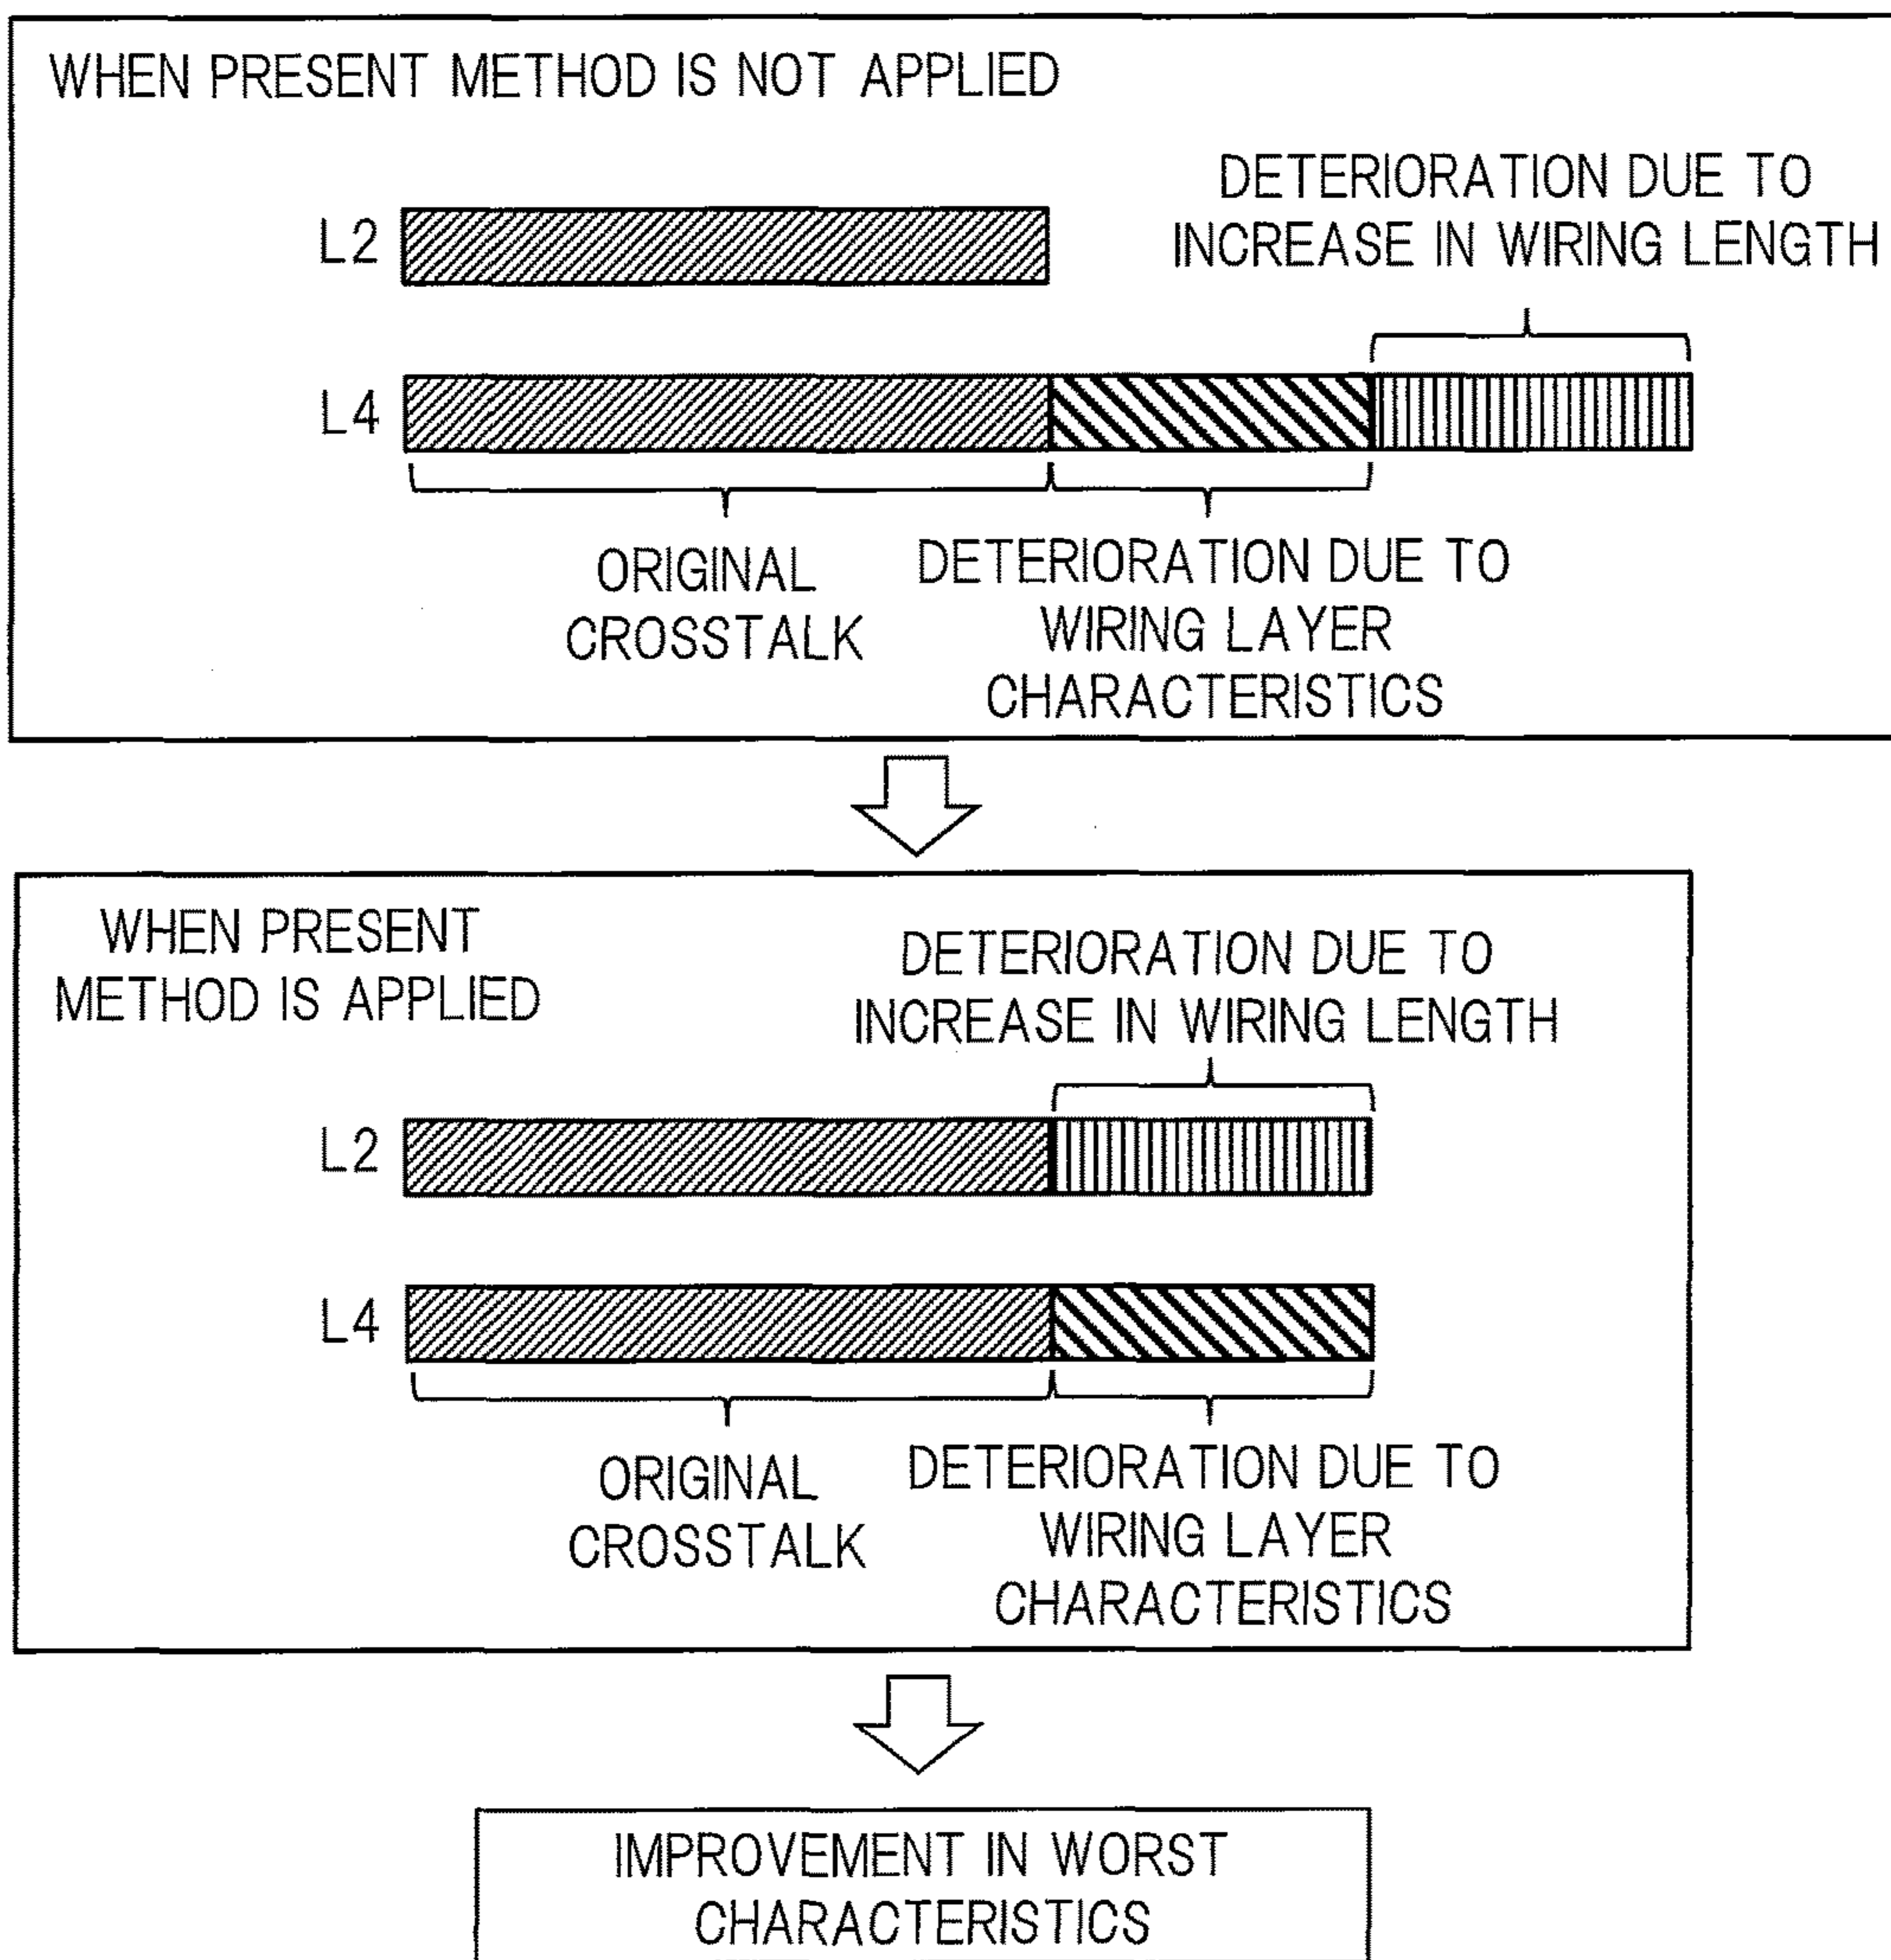 WHEN PRESENT METHOD IS NOT APPLIED
DETERIORATION DUE TO
INCREASE IN WIRING LENGTH
L2
L4
ORIGINAL
CROSSTALK
DETERIORATION DUE TO
WIRING LAYER
CHARACTERISTICS
WHEN PRESENT
METHOD IS APPLIED
DETERIORATION DUE TO
INCREASE IN WIRING LENGTH
L2
L4
ORIGINAL
CROSSTALK
DETERIORATION DUE TO
WIRING LAYER
CHARACTERISTICS
IMPROVEMENT IN WORST
CHARACTERISTICS